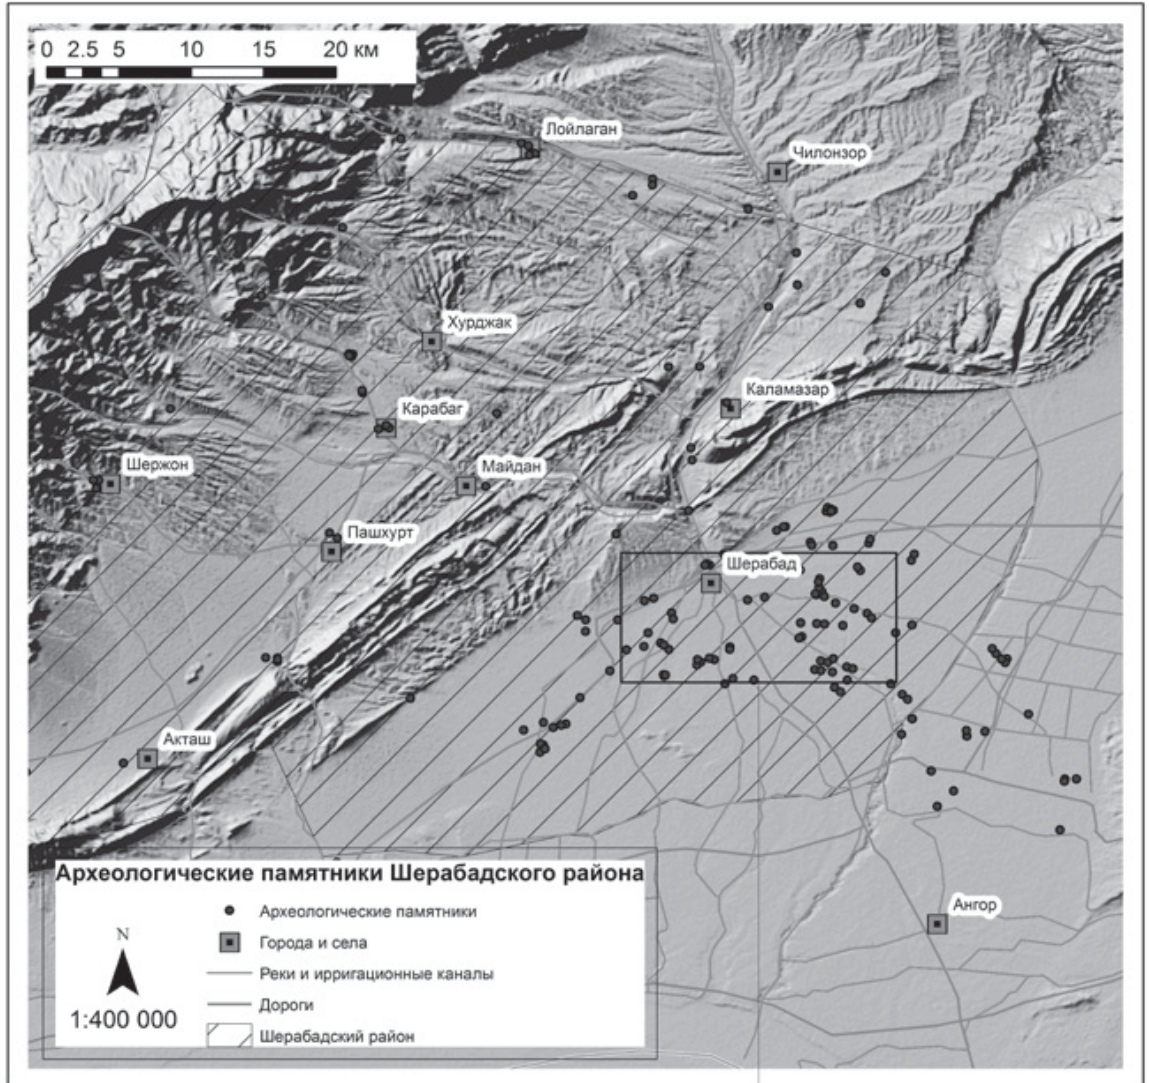 0 2.5 5 10 15 20 км
Лойлаган
Чилонзор
Хурджак
Каламазар
Карабаг
Шержон
Майдан
Пашхурт
Шерабад
Акташ
Ангор
Археологические памятники Шерабадского района
Археологические памятники
Города и села
Реки и ирригационные каналы
Дороги
Шерабадский район
N
1:400 000